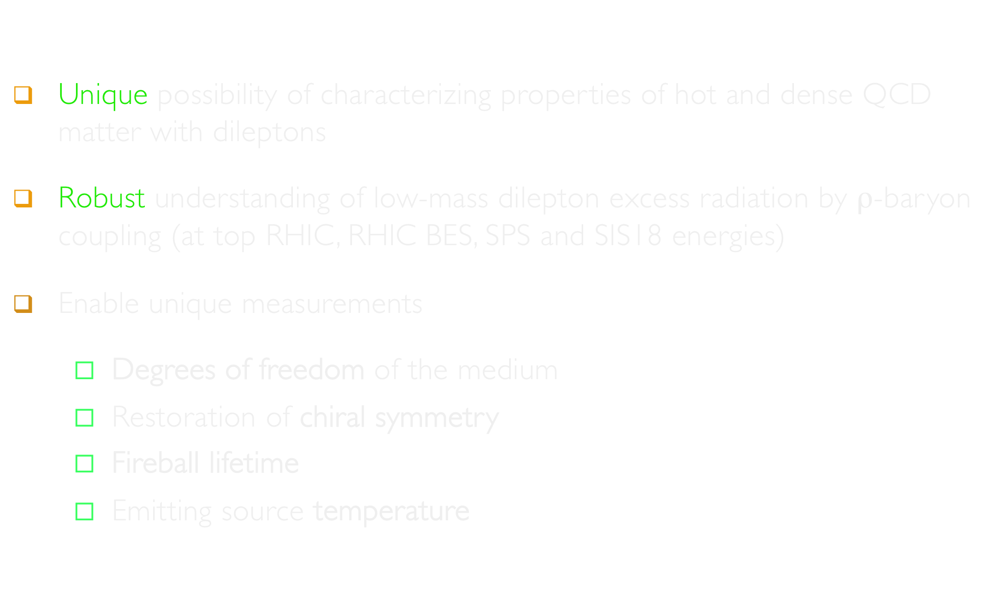 Unique possibility of characterizing properties of hot and dense QCD
matter with dileptons
Robust understanding of low-mass dilepton excess radiation by ρ-baryon
coupling (at top RHIC, RHIC BES, SPS and SIS18 energies)
Enable unique measurements
Degrees of freedom of the medium
Restoration of chiral symmetry
Fireball lifetime
Emitting source temperature